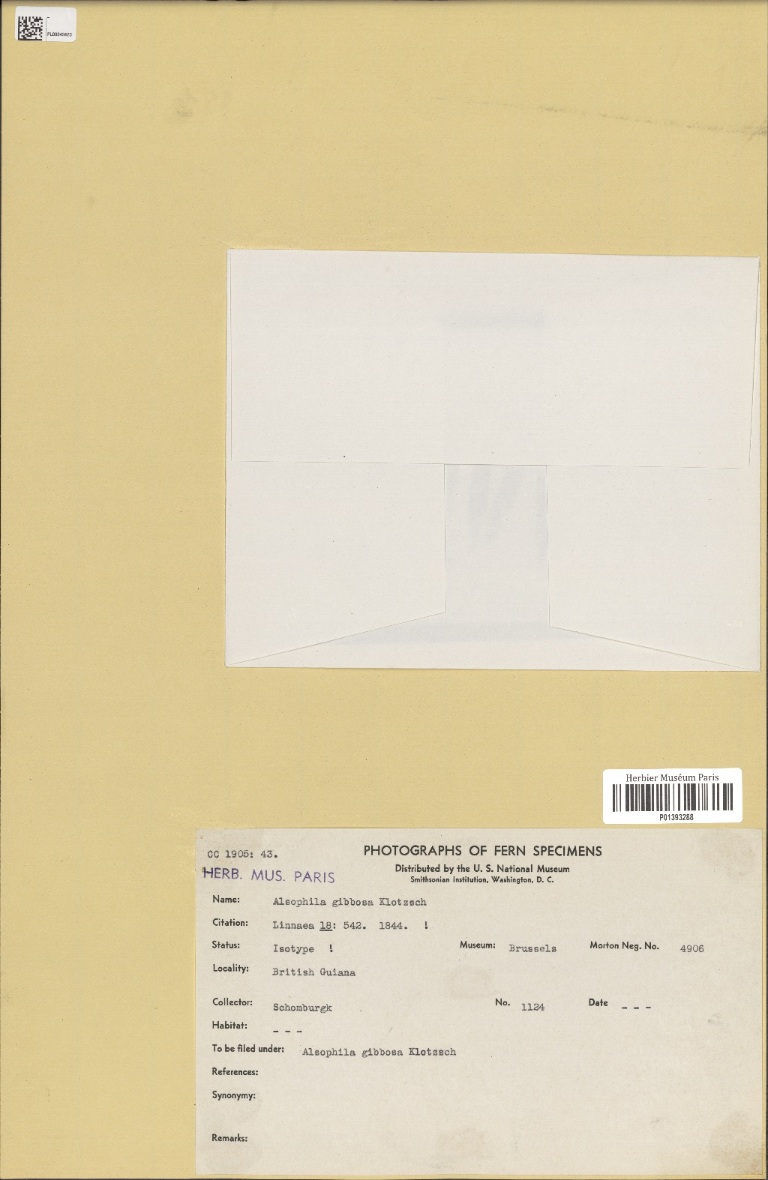 Herbier Muséum Paris
P01393288
CC 1905: 43.
PHOTOGRAPHS OF FERN SPECIMENS
Distributed by the U. S. National Museum
Smithsonian Institution, Washington, D. C.
HERB. MUS. PARIS
Name: Alsophila gibbosa Klotzsch
Citation: Linnaea 18: 542. 1844. !
Status: Isotype ! Museum: Brussels Morton Neg. No. 4906
Locality: British Guiana
Collector: Schomburgk No. 1124 Date - - -
Habitat: - - -
To be filed under: Alsophila gibbosa Klotzsch
References:
Synonymy:
Remarks: